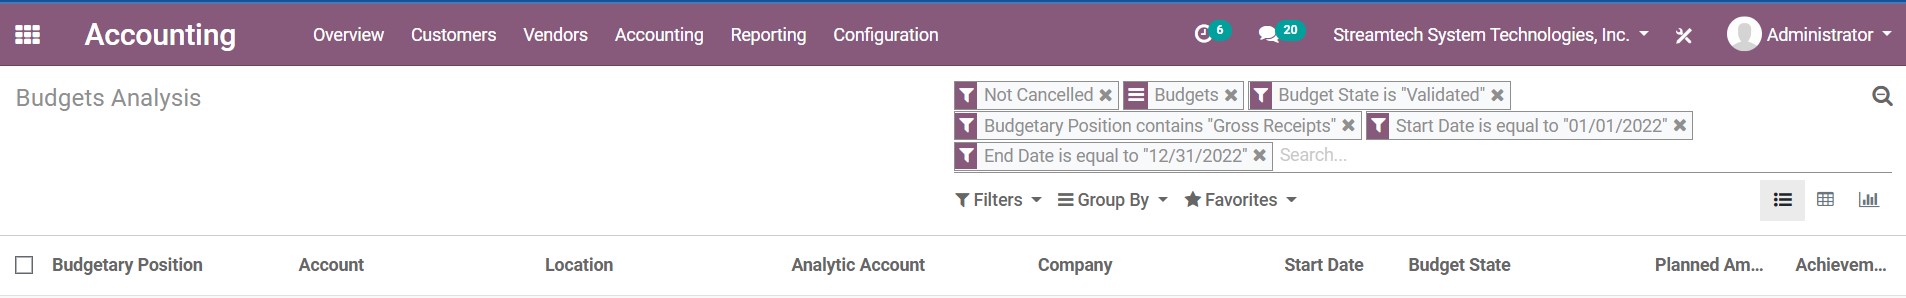 Accounting Overview Customers Vendors Accounting Reporting Configuration 6 20 Streamtech System Technologies, Inc. Administrator
Budgets Analysis
Not Cancelled Budgets Budget State is "Validated"
Budgetary Position contains "Gross Receipts" Start Date is equal to "01/01/2022"
End Date is equal to "12/31/2022" Search...
Filters Group By Favorites
Budgetary Position Account Location Analytic Account Company Start Date Budget State Planned Am... Achievem...